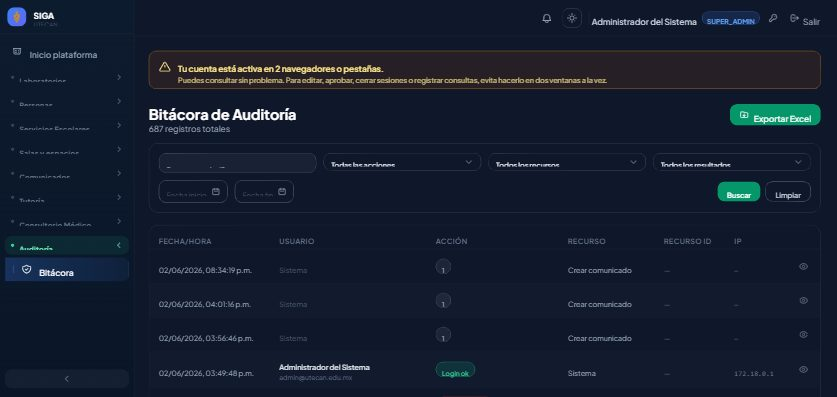 SIGA
UTECAN
Administrador del Sistema
SUPER_ADMIN
Salir
Inicio plataforma
Laboratorios
Personas
Servicios Escolares
Salas y espacios
Comunicados
Tutoría
Consultorio Médico
Auditoría
Bitácora
Tu cuenta está activa en 2 navegadores o pestañas.
Puedes consultar sin problema. Para editar, aprobar, cerrar sesiones o registrar consultas, evita hacerlo en dos ventanas a la vez.
Bitácora de Auditoría
687 registros totales
Exportar Excel
Todas las acciones
Todos los recursos
Todos los resultados
Fecha inicio
Fecha fin
Buscar
Limpiar
FECHA/HORA USUARIO ACCIÓN RECURSO RECURSO ID IP
02/06/2026, 08:34:19 p.m. Sistema 1 Crear comunicado — –
02/06/2026, 04:01:16 p.m. Sistema 1 Crear comunicado — –
02/06/2026, 03:56:46 p.m. Sistema 1 Crear comunicado — –
02/06/2026, 03:49:48 p.m. Administrador del Sistema Login ok Sistema — 172.18.0.1
admin@utecan.edu.mx